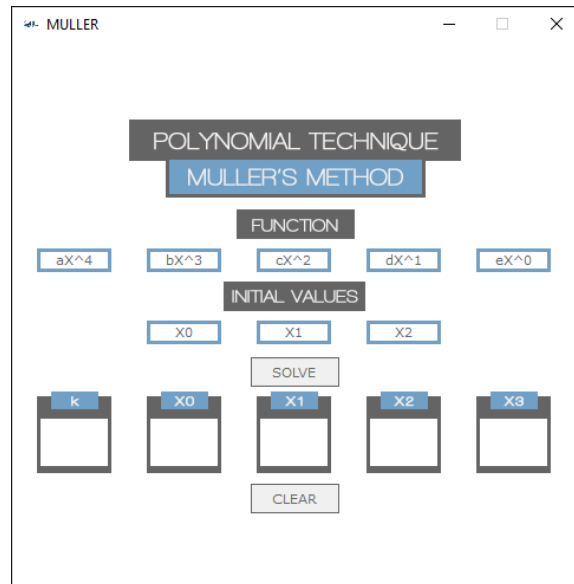 MULLER
POLYNOMIAL TECHNIQUE
MULLER'S METHOD
FUNCTION
aX^4 bX^3 cX^2 dX^1 eX^0
INITIAL VALUES
X0 X1 X2
SOLVE
k X0 X1 X2 X3
CLEAR